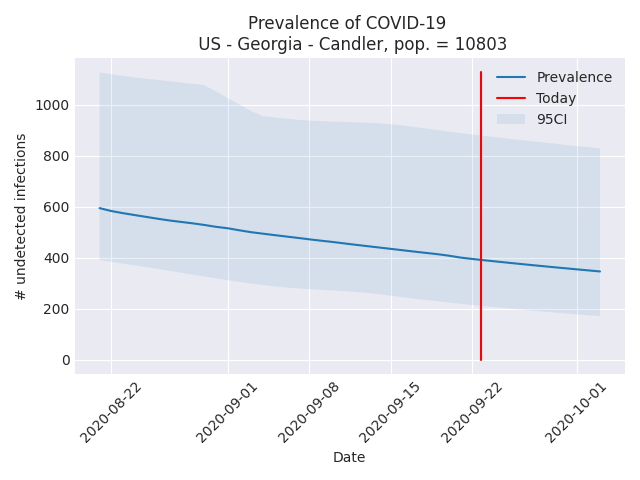 Prevalence of COVID-19
US - Georgia - Candler, pop. = 10803
Prevalence
Today
95CI
# undetected infections
1000
800
600
400
200
0
2020-08-22
2020-09-01
2020-09-08
2020-09-15
2020-09-22
2020-10-01
Date